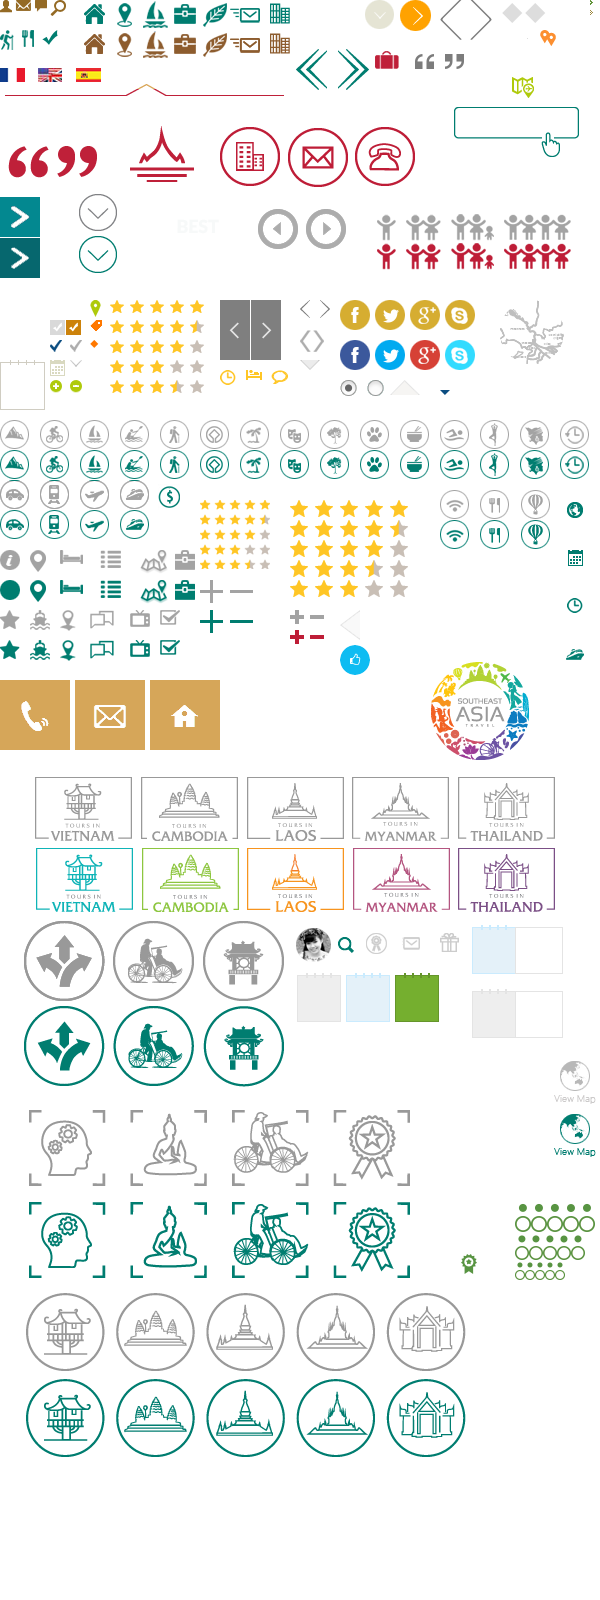 BEST
SOUTHEAST
ASIA
TRAVEL
TOURS IN
VIETNAM
TOURS IN
CAMBODIA
TOURS IN
LAOS
TOURS IN
MYANMAR
TOURS IN
THAILAND
TOURS IN
VIETNAM
TOURS IN
CAMBODIA
TOURS IN
LAOS
TOURS IN
MYANMAR
TOURS IN
THAILAND
View Map
View Map